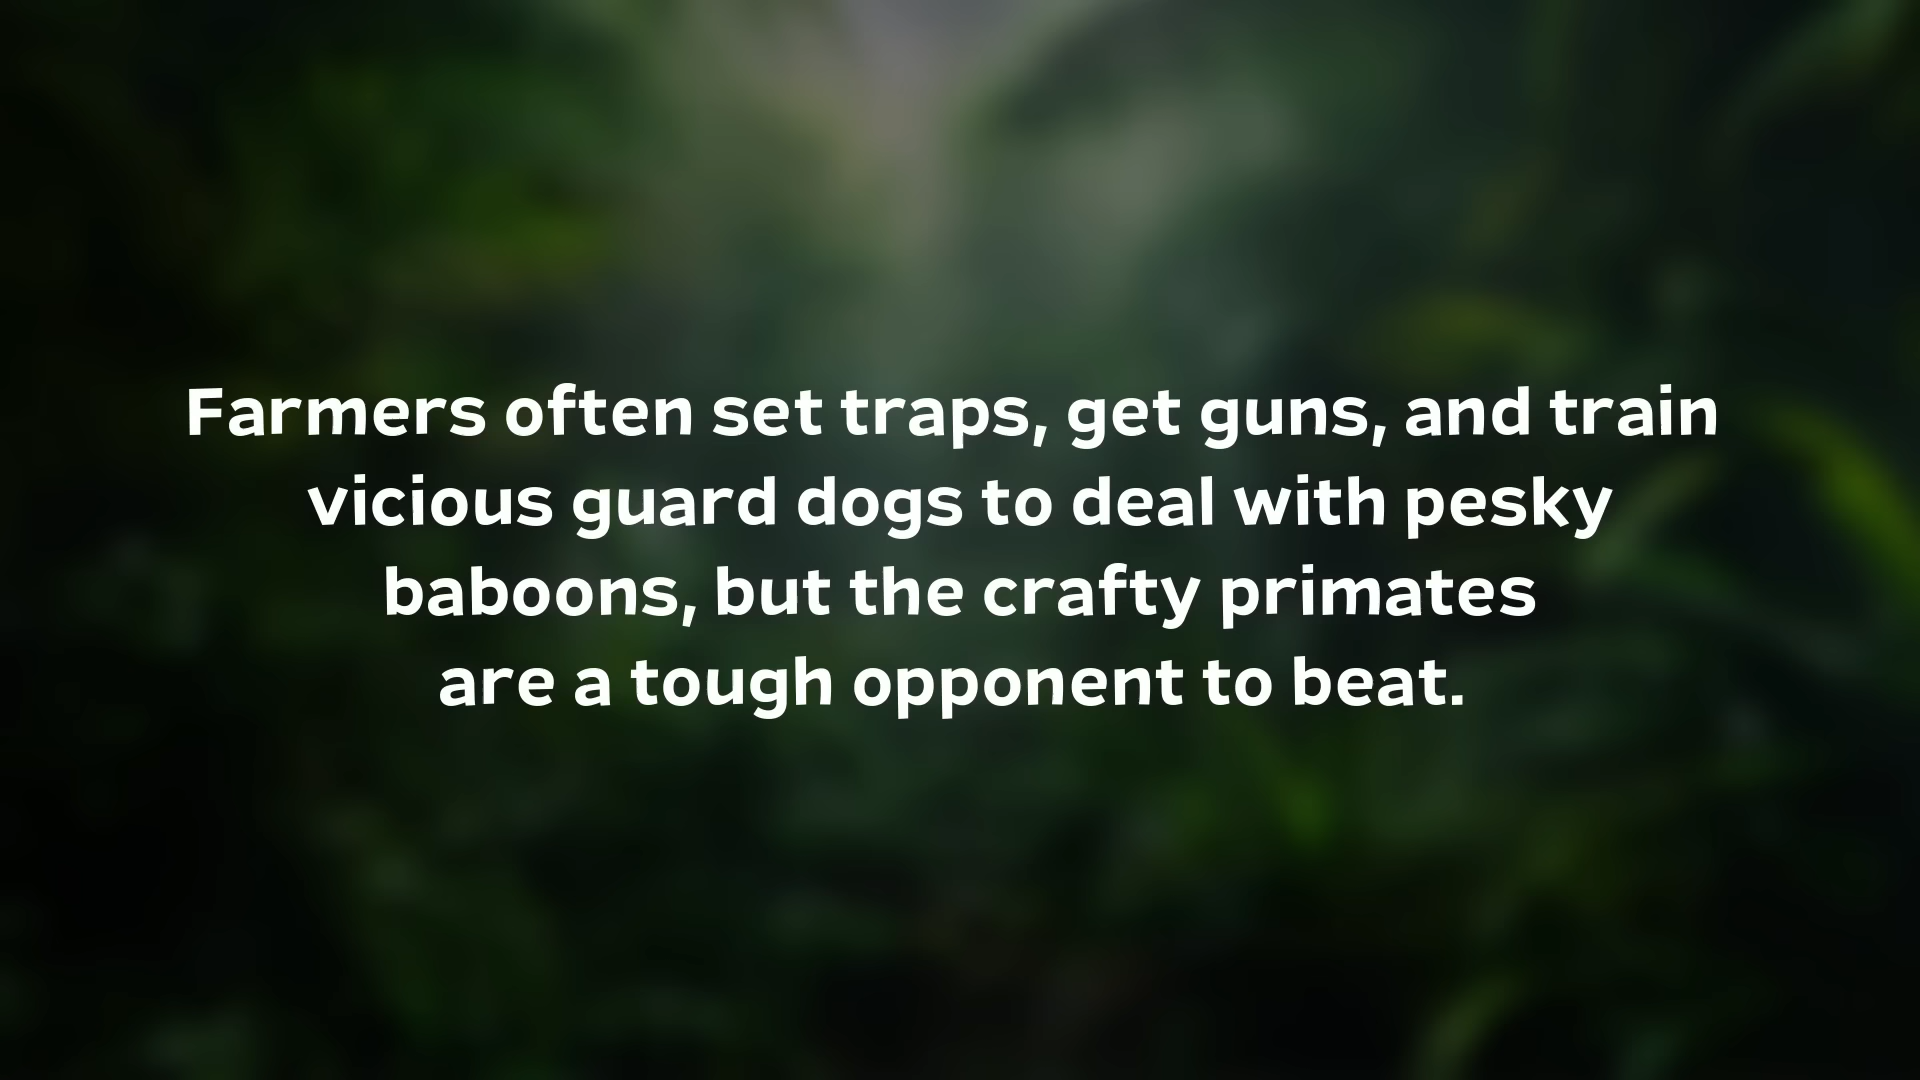 Farmers often set traps, get guns, and train
vicious guard dogs to deal with pesky
baboons, but the crafty primates
are a tough opponent to beat.